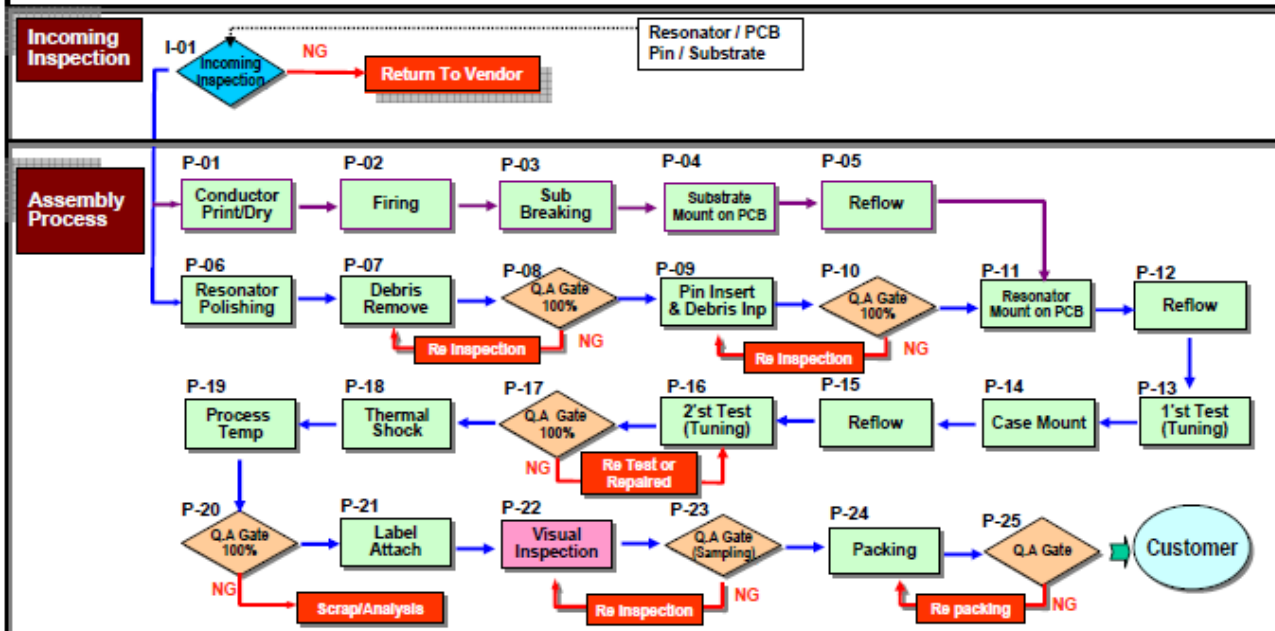 Incoming
Inspection
I-01
Incoming
Inspection
NG
Return To Vendor
Resonator / PCB
Pin / Substrate
Assembly
Process
P-01
Conductor
Print/Dry
P-02
Firing
P-03
Sub
Breaking
P-04
Substrate
Mount on PCB
P-05
Reflow
P-06
Resonator
Polishing
P-07
Debris
Remove
P-08
Q.A Gate
100%
NG
Re Inspection
P-09
Pin Insert
& Debris Inp
P-10
Q.A Gate
100%
NG
Re Inspection
P-11
Resonator
Mount on PCB
P-12
Reflow
P-13
1'st Test
(Tuning)
P-14
Case Mount
P-15
Reflow
P-16
2'st Test
(Tuning)
P-17
Q.A Gate
100%
NG
Re Test or
Repaired
P-18
Thermal
Shock
P-19
Process
Temp
P-20
Q.A Gate
100%
NG
Scrap/Analysis
P-21
Label
Attach
P-22
Visual
Inspection
P-23
Q.A Gate
(Sampling)
NG
Re Inspection
P-24
Packing
P-25
Q.A Gate
NG
Re packing
Customer